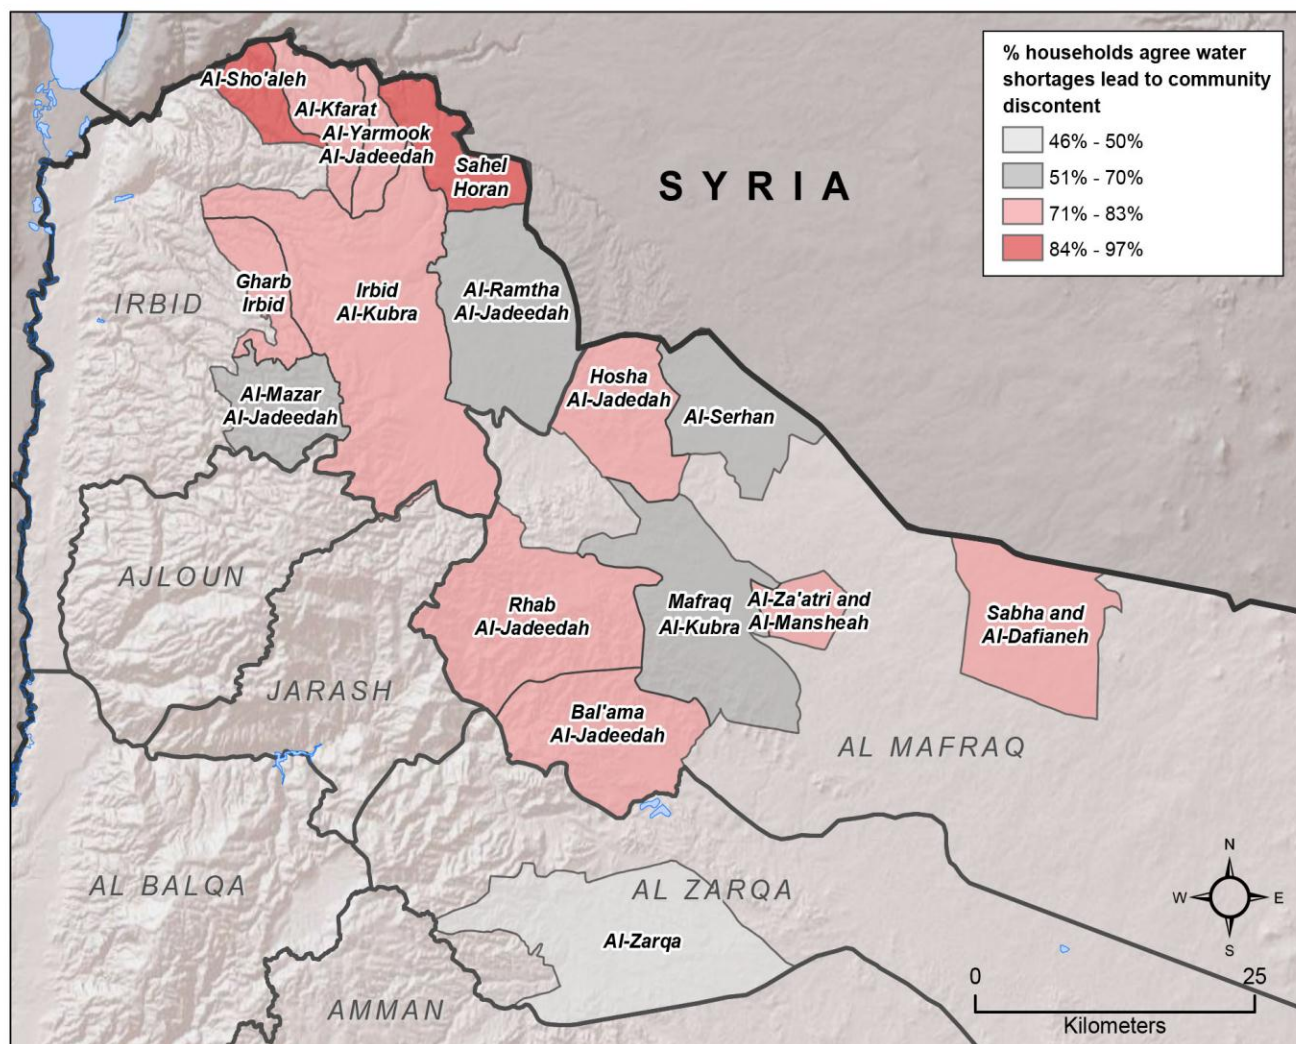 % households agree water
shortages lead to community
discontent
46% - 50%
51% - 70%
71% - 83%
84% - 97%
SYRIA
Al-Sho'aleh
Al-Kfarat
Al-Yarmook
Al-Jadeedah
Sahel
Horan
IRBID
Gharb
Irbid
Irbid
Al-Kubra
Al-Ramtha
Al-Jadeedah
Al-Mazar
Al-Jadeedah
Hosha
Al-Jadedah
Al-Serhan
AJLOUN
JARASH
Rhab
Al-Jadeedah
Mafraq
Al-Kubra
Al-Za'atri and
Al-Mansheah
Sabha and
Al-Dafianeh
Bal'ama
Al-Jadeedah
AL MAFRAQ
AL BALQA
AL ZARQA
Al-Zarqa
AMMAN
N
W
E
S
0
25
Kilometers